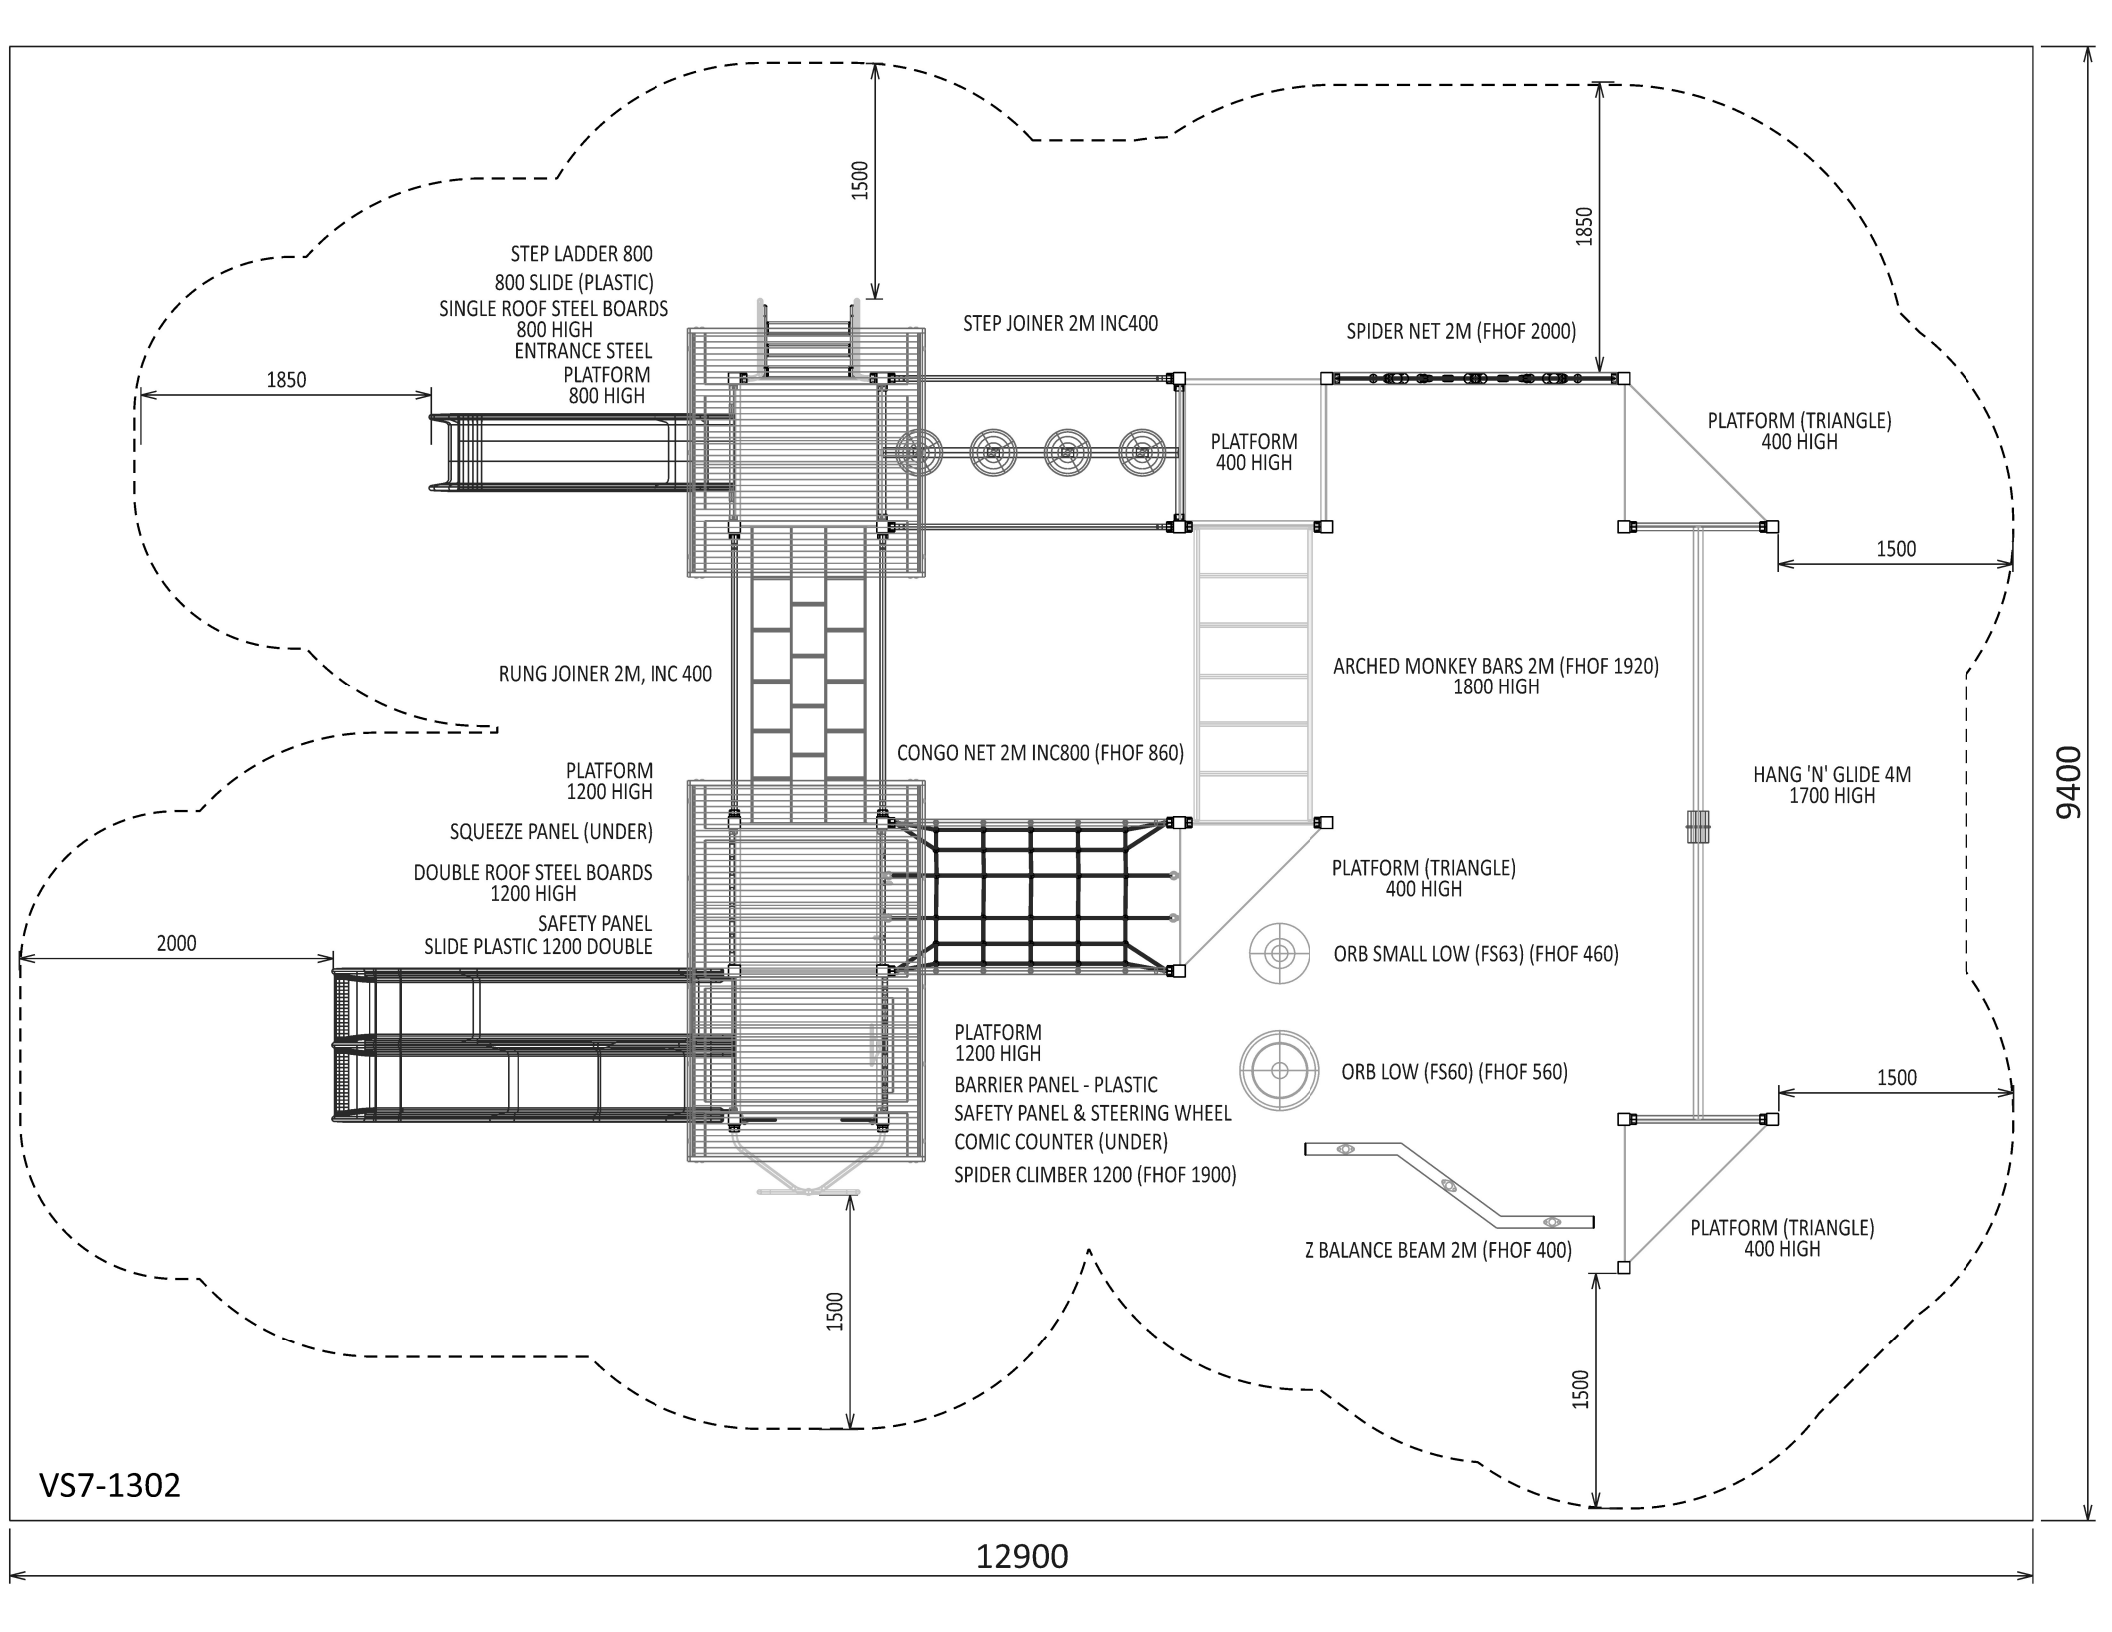 1500
1850
STEP LADDER 800
800 SLIDE (PLASTIC)
SINGLE ROOF STEEL BOARDS
800 HIGH
ENTRANCE STEEL
PLATFORM
800 HIGH
1850
STEP JOINER 2M INC400
SPIDER NET 2M (FHOF 2000)
PLATFORM
400 HIGH
PLATFORM (TRIANGLE)
400 HIGH
1500
RUNG JOINER 2M, INC 400
ARCHED MONKEY BARS 2M (FHOF 1920)
1800 HIGH
CONGO NET 2M INC800 (FHOF 860)
HANG 'N' GLIDE 4M
1700 HIGH
9400
PLATFORM
1200 HIGH
SQUEEZE PANEL (UNDER)
DOUBLE ROOF STEEL BOARDS
1200 HIGH
SAFETY PANEL
SLIDE PLASTIC 1200 DOUBLE
2000
PLATFORM (TRIANGLE)
400 HIGH
ORB SMALL LOW (FS63) (FHOF 460)
ORB LOW (FS60) (FHOF 560)
1500
PLATFORM
1200 HIGH
BARRIER PANEL - PLASTIC
SAFETY PANEL & STEERING WHEEL
COMIC COUNTER (UNDER)
SPIDER CLIMBER 1200 (FHOF 1900)
Z BALANCE BEAM 2M (FHOF 400)
PLATFORM (TRIANGLE)
400 HIGH
1500
1500
VS7-1302
12900